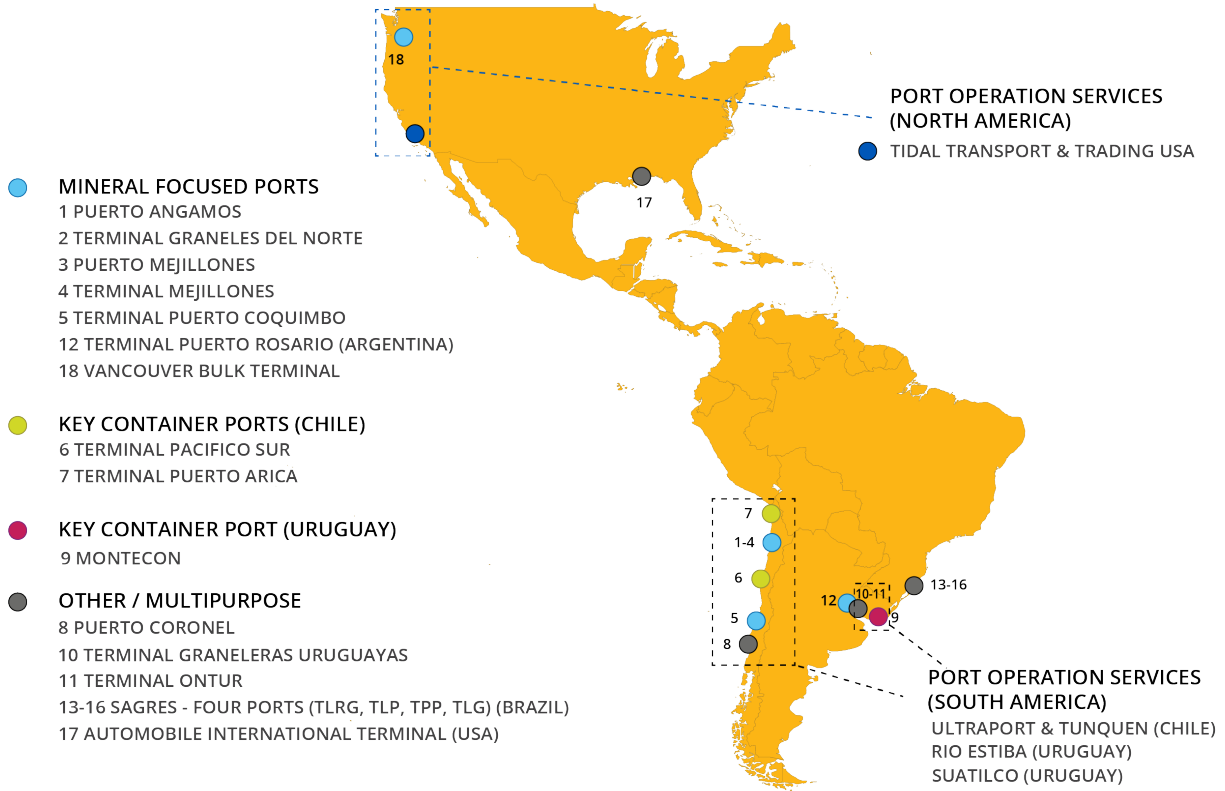 18
17
PORT OPERATION SERVICES
(NORTH AMERICA)
TIDAL TRANSPORT & TRADING USA
MINERAL FOCUSED PORTS
1 PUERTO ANGAMOS
2 TERMINAL GRANELES DEL NORTE
3 PUERTO MEJILLONES
4 TERMINAL MEJILLONES
5 TERMINAL PUERTO COQUIMBO
12 TERMINAL PUERTO ROSARIO (ARGENTINA)
18 VANCOUVER BULK TERMINAL
KEY CONTAINER PORTS (CHILE)
6 TERMINAL PACIFICO SUR
7 TERMINAL PUERTO ARICA
KEY CONTAINER PORT (URUGUAY)
9 MONTECON
OTHER / MULTIPURPOSE
8 PUERTO CORONEL
10 TERMINAL GRANELERAS URUGUAYAS
11 TERMINAL ONTUR
13-16 SAGRES - FOUR PORTS (TLRG, TLP, TPP, TLG) (BRAZIL)
17 AUTOMOBILE INTERNATIONAL TERMINAL (USA)
7
1-4
6
5
8
12
10-11
9
13-16
PORT OPERATION SERVICES
(SOUTH AMERICA)
ULTRAPORT & TUNQUEN (CHILE)
RIO ESTIBA (URUGUAY)
SUATILCO (URUGUAY)